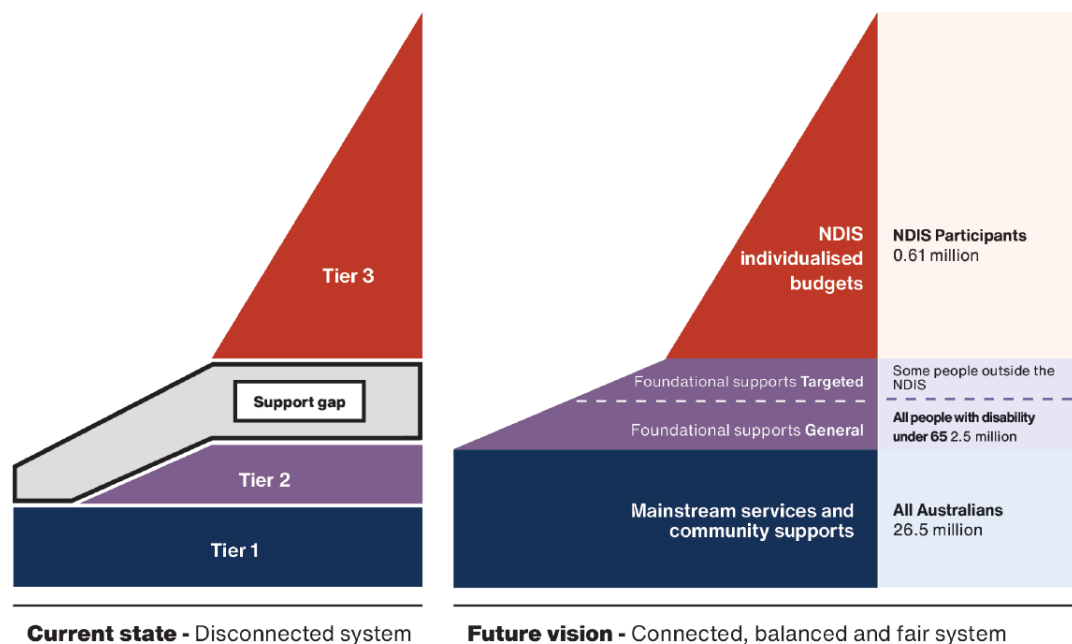 Tier 3
Support gap
Tier 2
Tier 1
Current state - Disconnected system
NDIS
individualised
budgets
NDIS Participants
0.61 million
Foundational supports Targeted
Some people outside the
NDIS
Foundational supports General
All people with disability
under 65 2.5 million
Mainstream services and
community supports
All Australians
26.5 million
Future vision - Connected, balanced and fair system